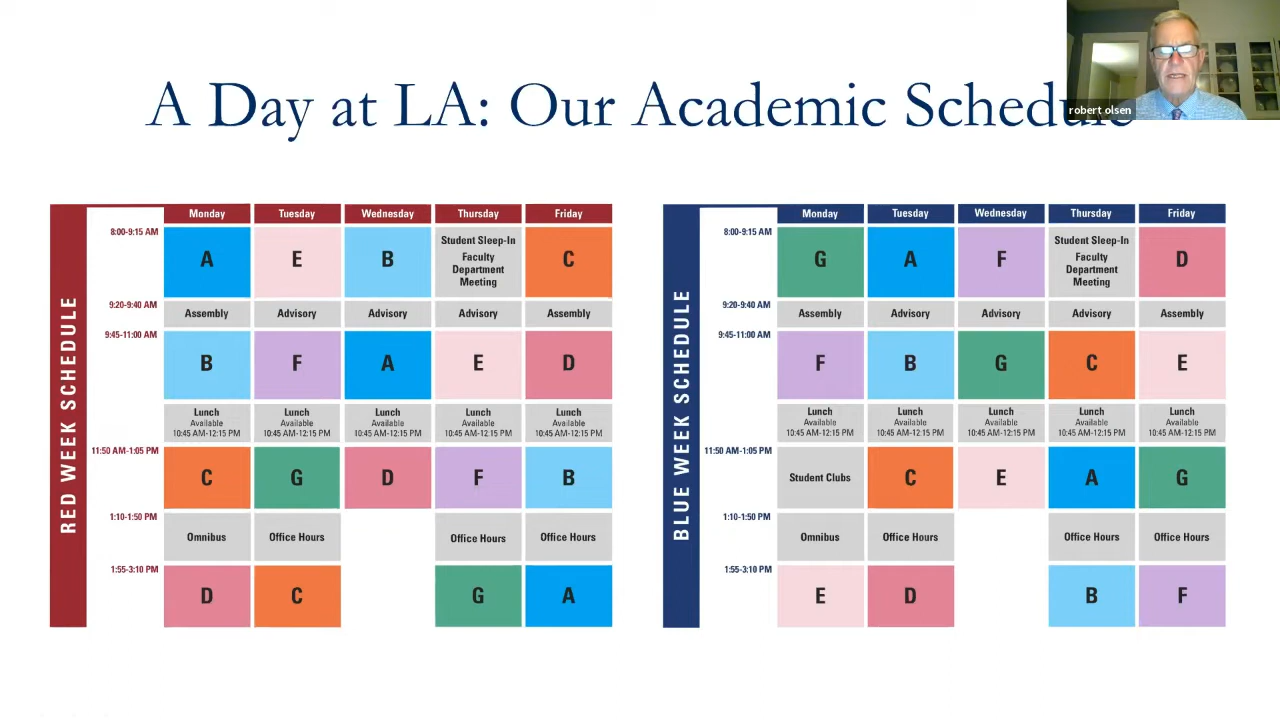 robert olsen
A Day at LA: Our Academic Schedule
RED WEEK SCHEDULE
Monday Tuesday Wednesday Thursday Friday
8:00-9:15 AM
A E B Student Sleep-In Faculty Department Meeting C
9:20-9:40 AM
Assembly Advisory Advisory Advisory Assembly
9:45-11:00 AM
B F A E D
Lunch Lunch Lunch Lunch Lunch
Available Available Available Available Available
10:45 AM-12:15 PM 10:45 AM-12:15 PM 10:45 AM-12:15 PM 10:45 AM-12:15 PM 10:45 AM-12:15 PM
11:50 AM-1:05 PM
C G D F B
1:10-1:50 PM
Omnibus Office Hours Office Hours Office Hours
1:55-3:10 PM
D C G A
BLUE WEEK SCHEDULE
Monday Tuesday Wednesday Thursday Friday
8:00-9:15 AM
G A F Student Sleep-In Faculty Department Meeting D
9:20-9:40 AM
Assembly Advisory Advisory Advisory Assembly
9:45-11:00 AM
F B G C E
Lunch Lunch Lunch Lunch Lunch
Available Available Available Available Available
10:45 AM-12:15 PM 10:45 AM-12:15 PM 10:45 AM-12:15 PM 10:45 AM-12:15 PM 10:45 AM-12:15 PM
11:50 AM-1:05 PM
Student Clubs C E A G
1:10-1:50 PM
Omnibus Office Hours Office Hours Office Hours
1:55-3:10 PM
E D B F